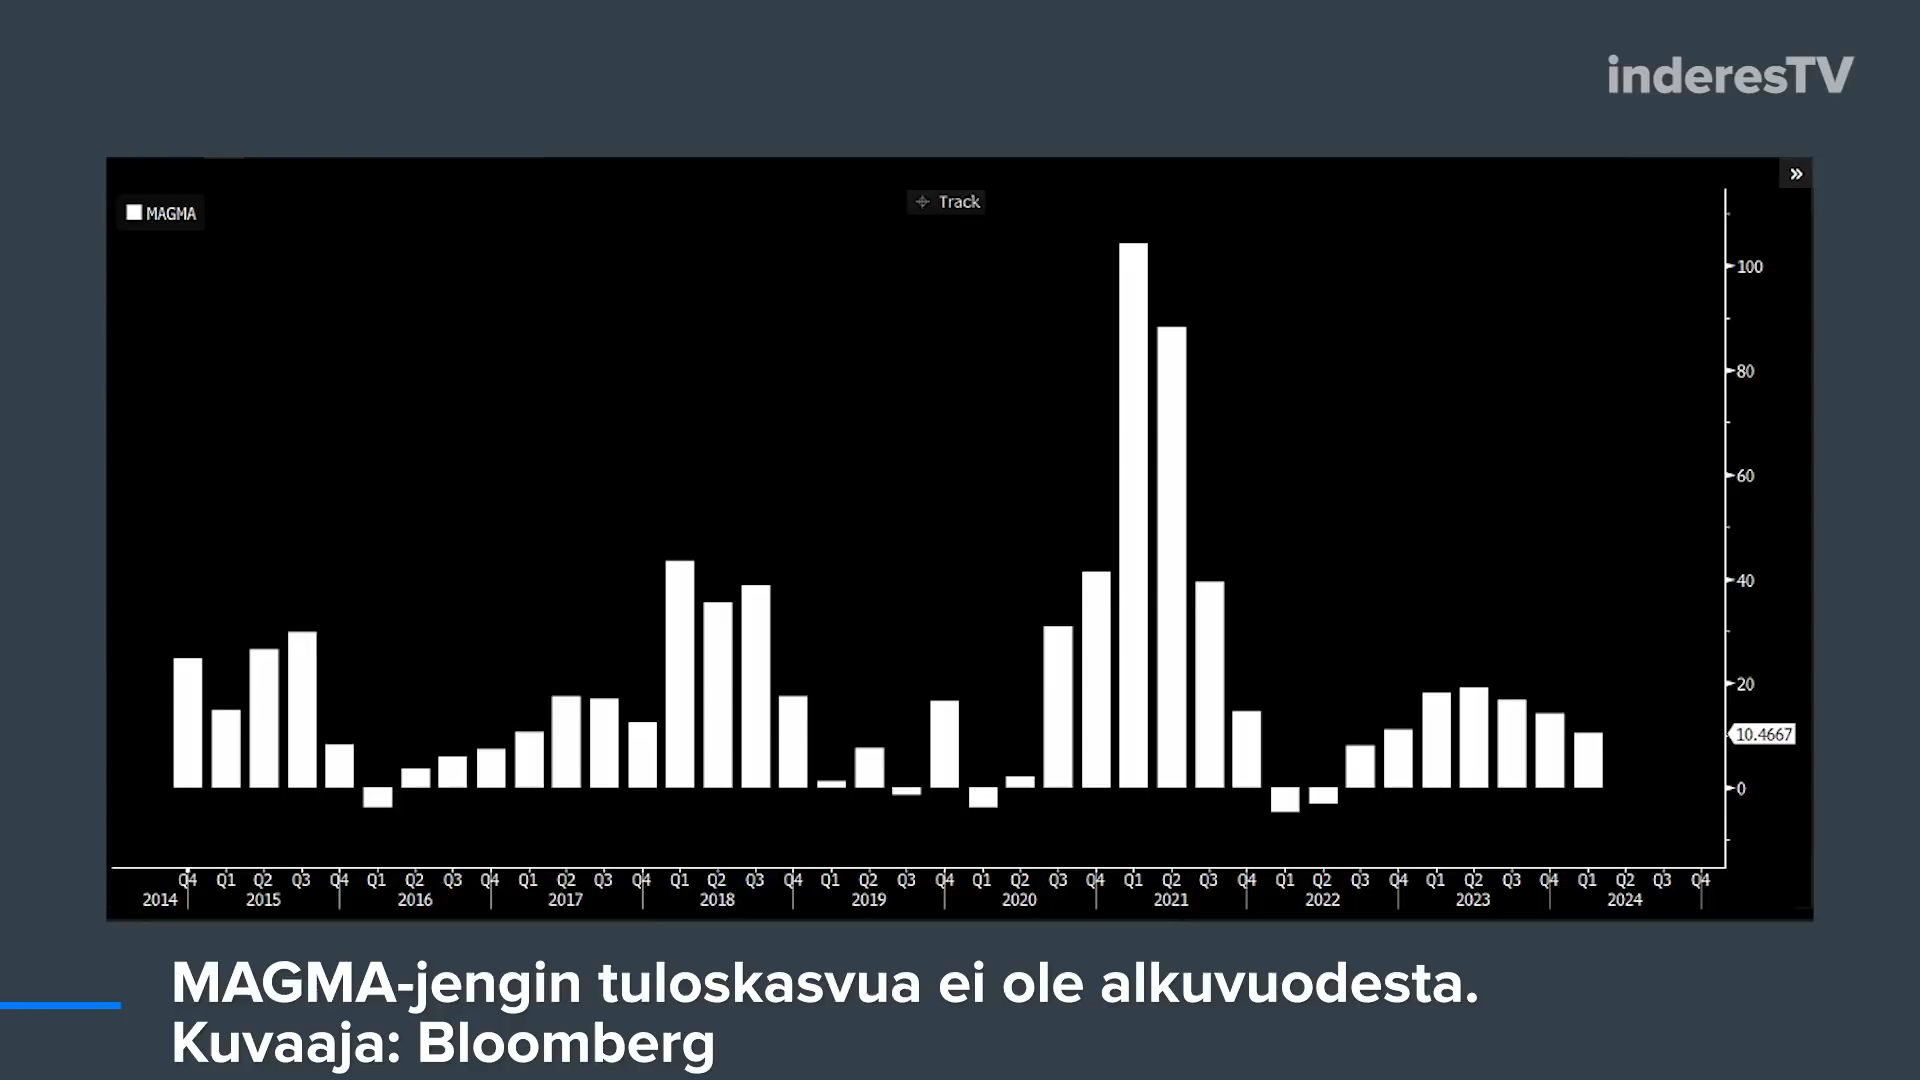 inderesTV
»
MAGMA
Track
100
80
60
40
20
10.4667
0
Q4 Q1 Q2 Q3 Q4 Q1 Q2 Q3 Q4 Q1 Q2 Q3 Q4 Q1 Q2 Q3 Q4 Q1 Q2 Q3 Q4 Q1 Q2 Q3 Q4 Q1 Q2 Q3 Q4 Q1 Q2 Q3 Q4 Q1 Q2 Q3 Q4 Q1 Q2 Q3 Q4
2014 2015 2016 2017 2018 2019 2020 2021 2022 2023 2024
MAGMA-jengin tuloskasvua ei ole alkuvuodesta.
Kuvaaja: Bloomberg